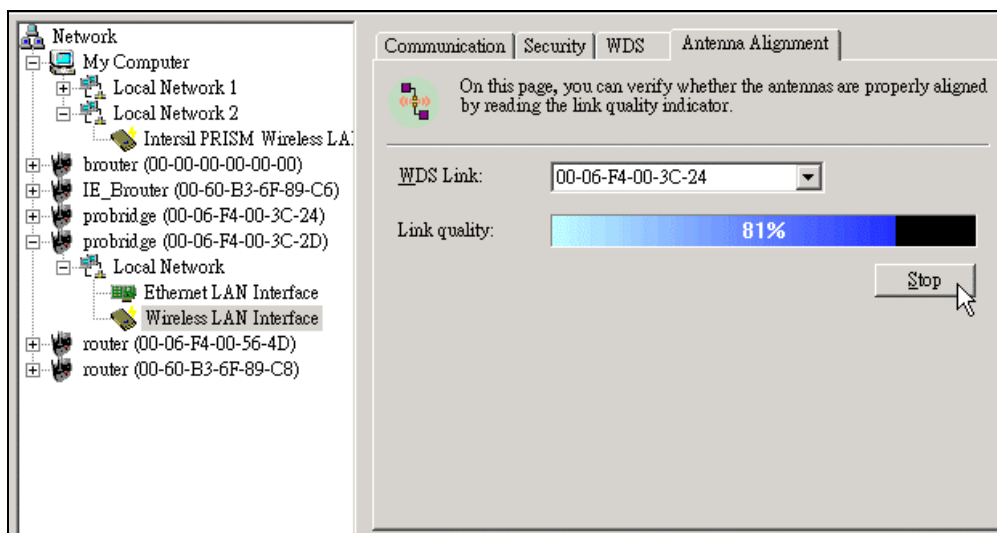 Network
My Computer
Local Network 1
Local Network 2
Intersil PRISM Wireless LA
brouter (00-00-00-00-00-00)
IE_Brouter (00-60-B3-6F-89-C6)
probridge (00-06-F4-00-3C-24)
probridge (00-06-F4-00-3C-2D)
Local Network
Ethernet LAN Interface
Wireless LAN Interface
router (00-06-F4-00-56-4D)
router (00-60-B3-6F-89-C8)
Communication
Security
WDS
Antenna Alignment
On this page, you can verify whether the antennas are properly aligned
by reading the link quality indicator.
WDS Link:
00-06-F4-00-3C-24
Link quality:
81%
Stop